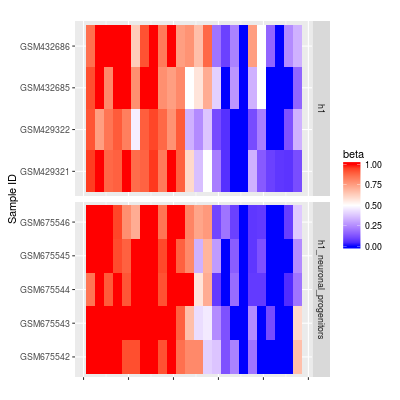 GSM432686
GSM432685
GSM429322
GSM429321
h1
GSM675546
GSM675545
GSM675544
GSM675543
GSM675542
h1_neuronal_progenitors
Sample ID
beta
1.00
0.75
0.50
0.25
0.00